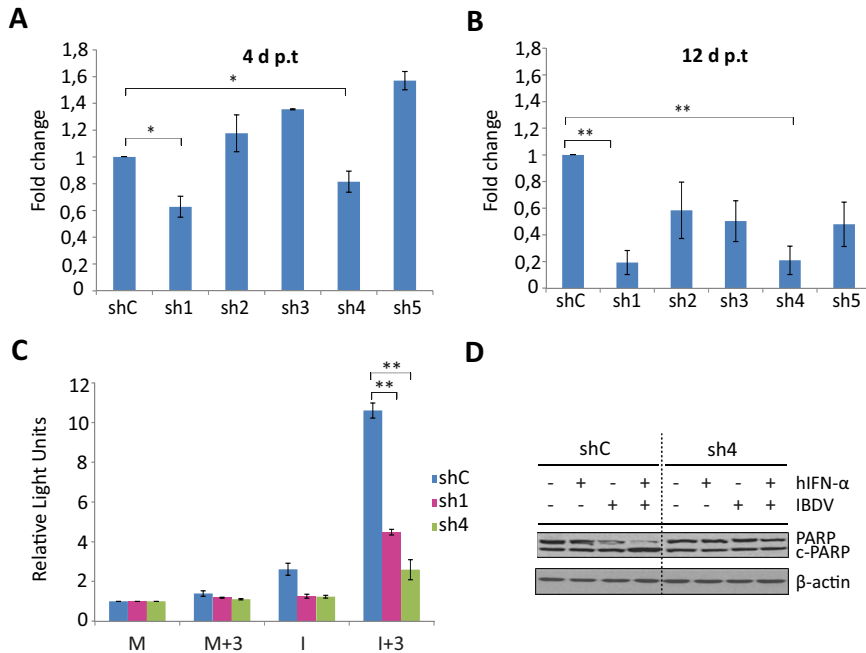 A
4 d p.t
Fold change
1,8
1,6
1,4
1,2
1
0,8
0,6
0,4
0,2
0
*
*
shC sh1 sh2 sh3 sh4 sh5
B
12 d p.t
Fold change
1,8
1,6
1,4
1,2
1
0,8
0,6
0,4
0,2
0
**
**
shC sh1 sh2 sh3 sh4 sh5
C
Relative Light Units
12
10
8
6
4
2
0
**
**
shC
sh1
sh4
M M+3 I I+3
D
shC sh4
- + - + - + - + hIFN-α
- - + + - - + + IBDV
PARP
c-PARP
β-actin